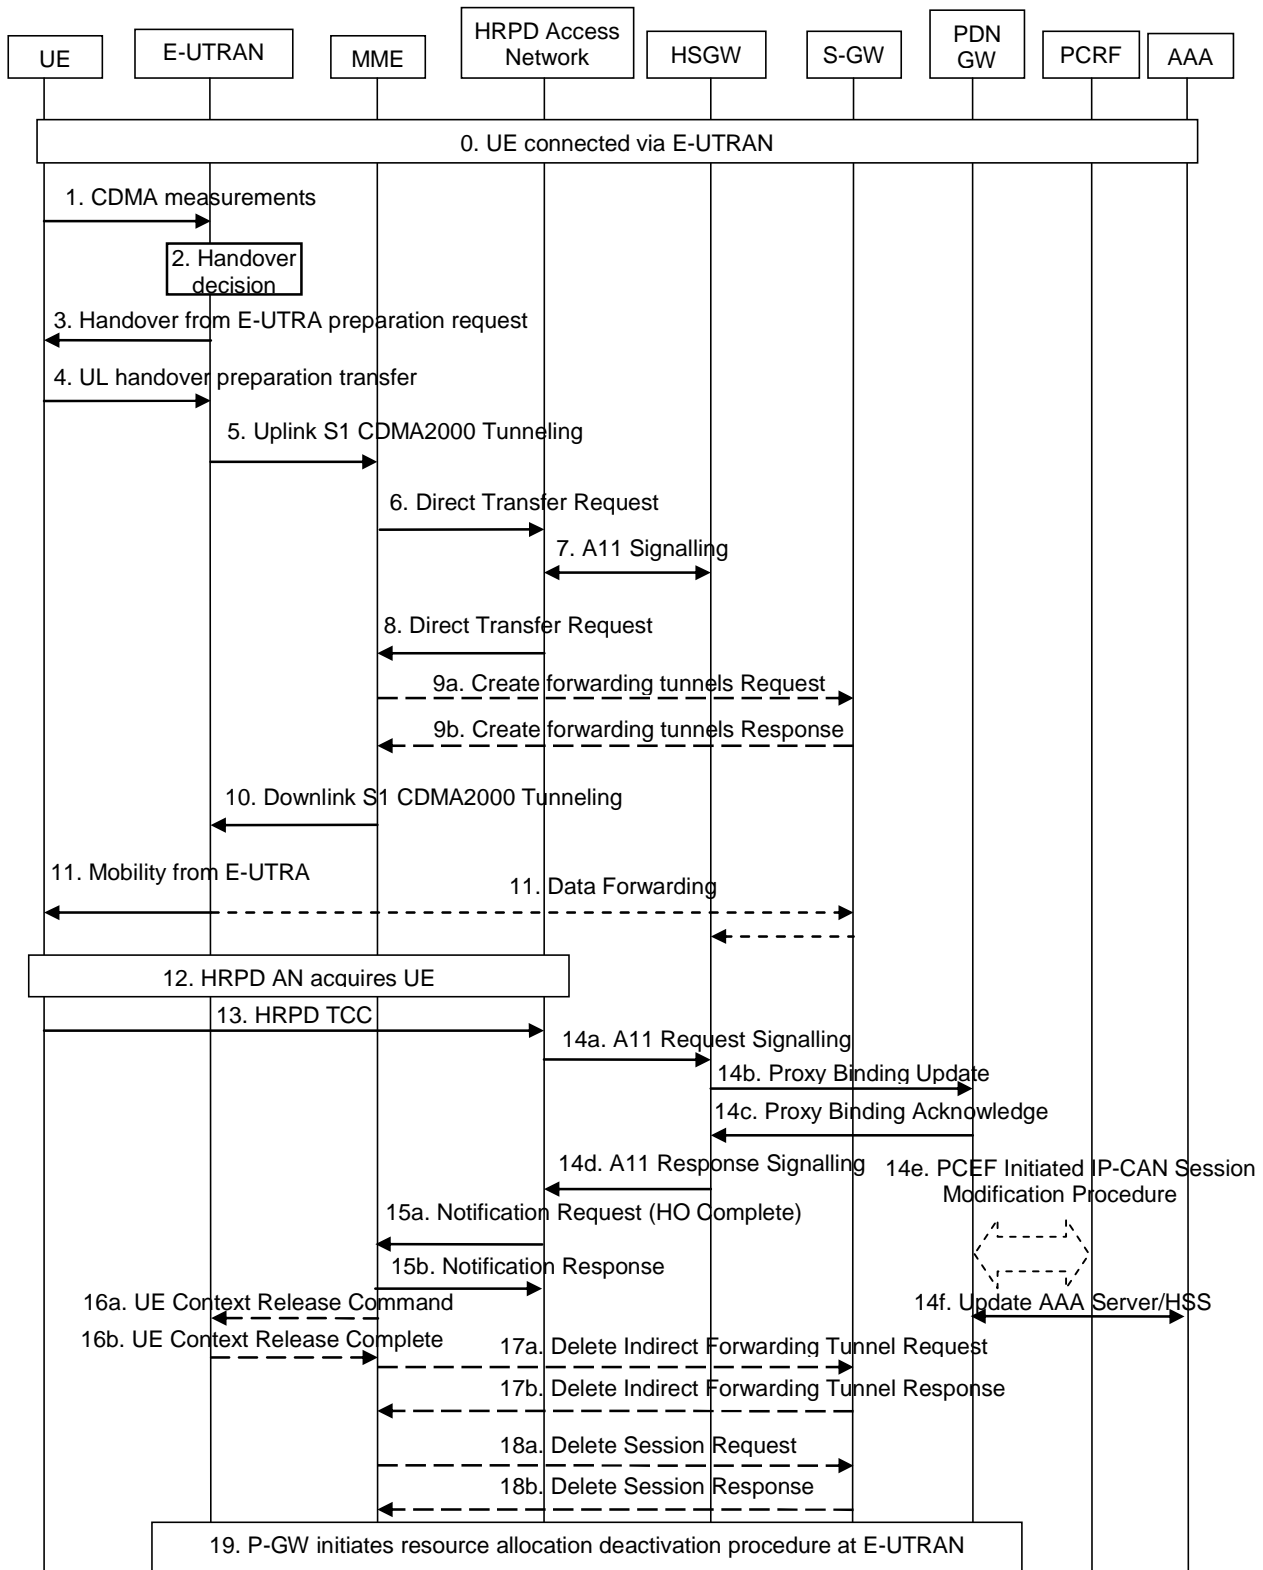 UE
E-UTRAN
MME
HRPD Access
Network
HSGW
S-GW
PDN
GW
PCRF
AAA
0. UE connected via E-UTRAN
1. CDMA measurements
2. Handover
decision
3. Handover from E-UTRA preparation request
4. UL handover preparation transfer
5. Uplink S1 CDMA2000 Tunneling
6. Direct Transfer Request
7. A11 Signalling
8. Direct Transfer Request
9a. Create forwarding tunnels Request
9b. Create forwarding tunnels Response
10. Downlink S1 CDMA2000 Tunneling
11. Mobility from E-UTRA
11. Data Forwarding
12. HRPD AN acquires UE
13. HRPD TCC
14a. A11 Request Signalling
14b. Proxy Binding Update
14c. Proxy Binding Acknowledge
14d. A11 Response Signalling
14e. PCEF Initiated IP-CAN Session
Modification Procedure
15a. Notification Request (HO Complete)
15b. Notification Response
14f. Update AAA Server/HSS
16a. UE Context Release Command
16b. UE Context Release Complete
17a. Delete Indirect Forwarding Tunnel Request
17b. Delete Indirect Forwarding Tunnel Response
18a. Delete Session Request
18b. Delete Session Response
19. P-GW initiates resource allocation deactivation procedure at E-UTRAN